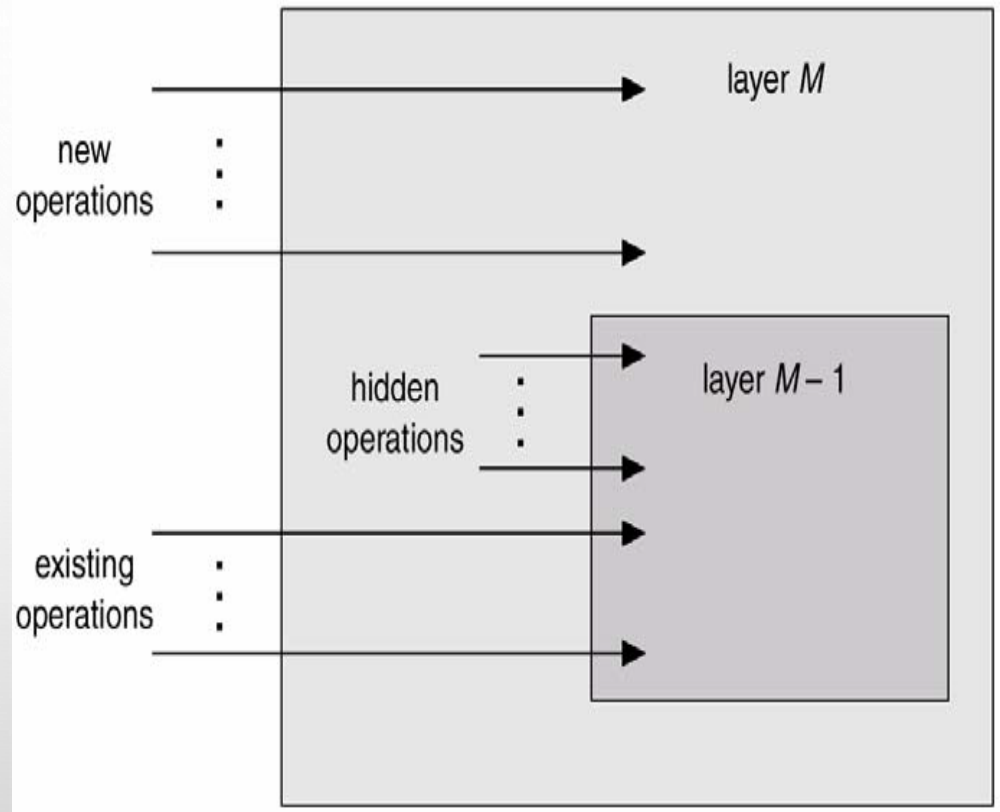 layer M
new
operations
layer M – 1
hidden
operations
existing
operations